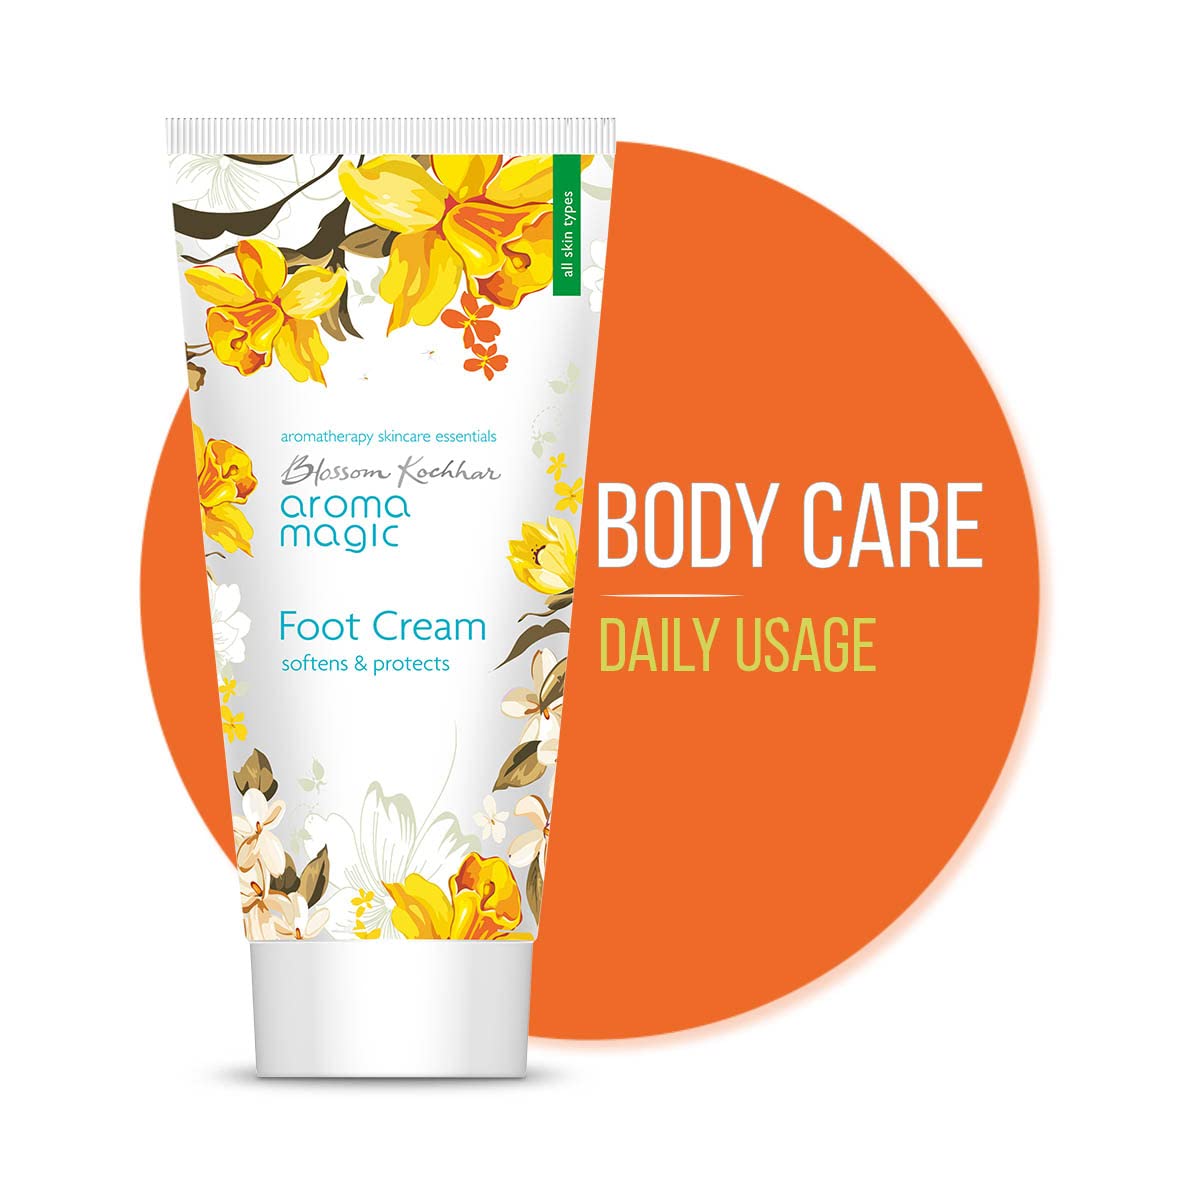 all skin types
aromatherapy skincare essentials
Blossom Kochhar
aroma
magic
Foot Cream
softens & protects
BODY CARE
DAILY USAGE